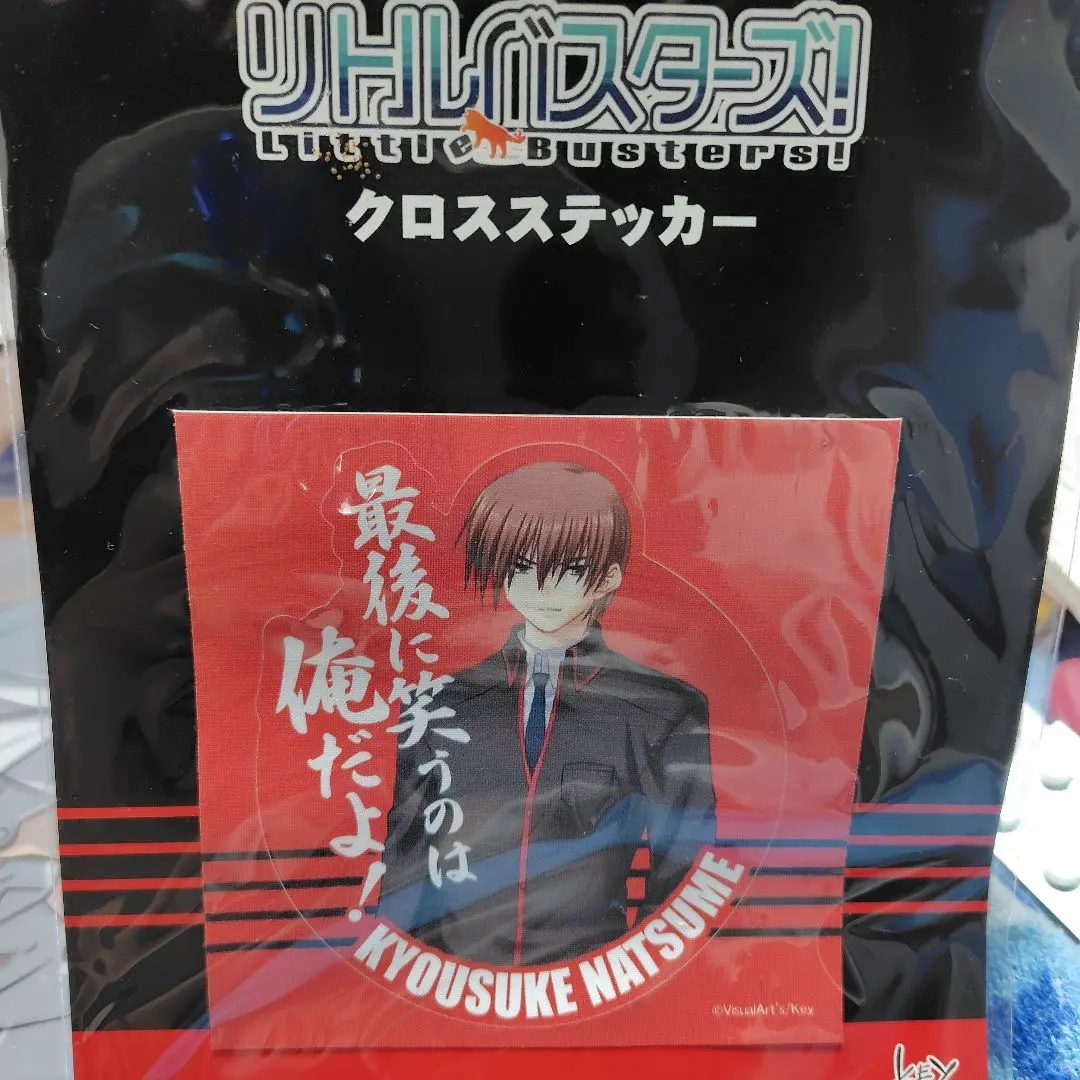 リトルバスターズ!
Little Busters!
クロスステッカー
最後に笑うのは
俺だよ!
KYOUSUKE NATSUME
©VisualArt's/Key
KEY